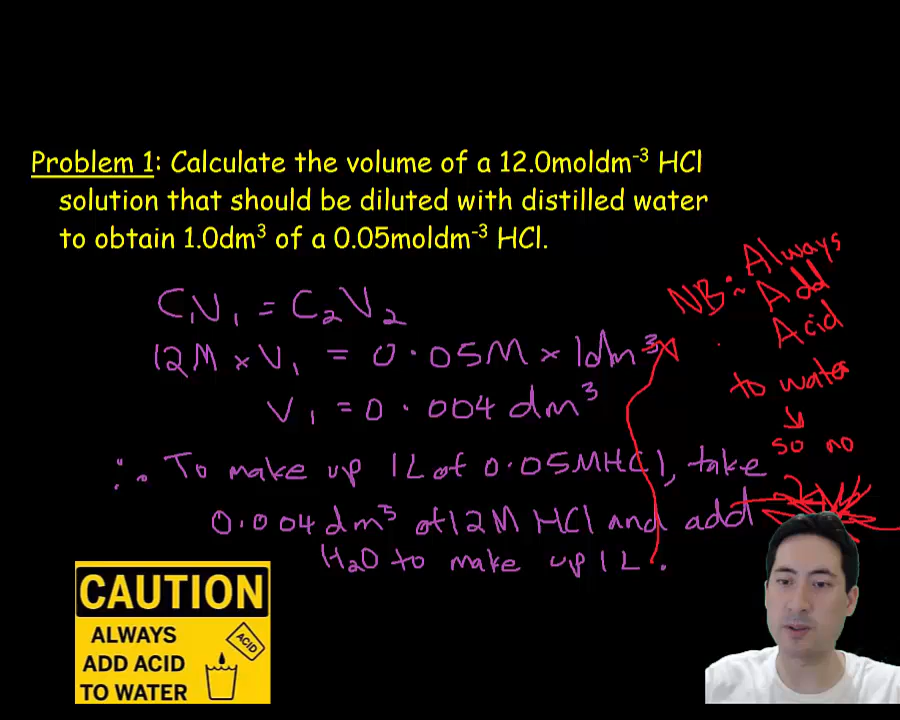 Problem 1: Calculate the volume of a 12.0moldm⁻³ HCl
solution that should be diluted with distilled water
to obtain 1.0dm³ of a 0.05moldm⁻³ HCl.
C₁V₁ = C₂V₂
12M × V₁ = 0.05M × 1dm³
V₁ = 0.004 dm³
∴ To make up 1L of 0.05M HCl, take
0.004 dm³ of 12M HCl and add
H₂O to make up 1L.
NB:~ Always
Add
Acid
to water
so no
CAUTION
ALWAYS
ADD ACID
TO WATER
ACID